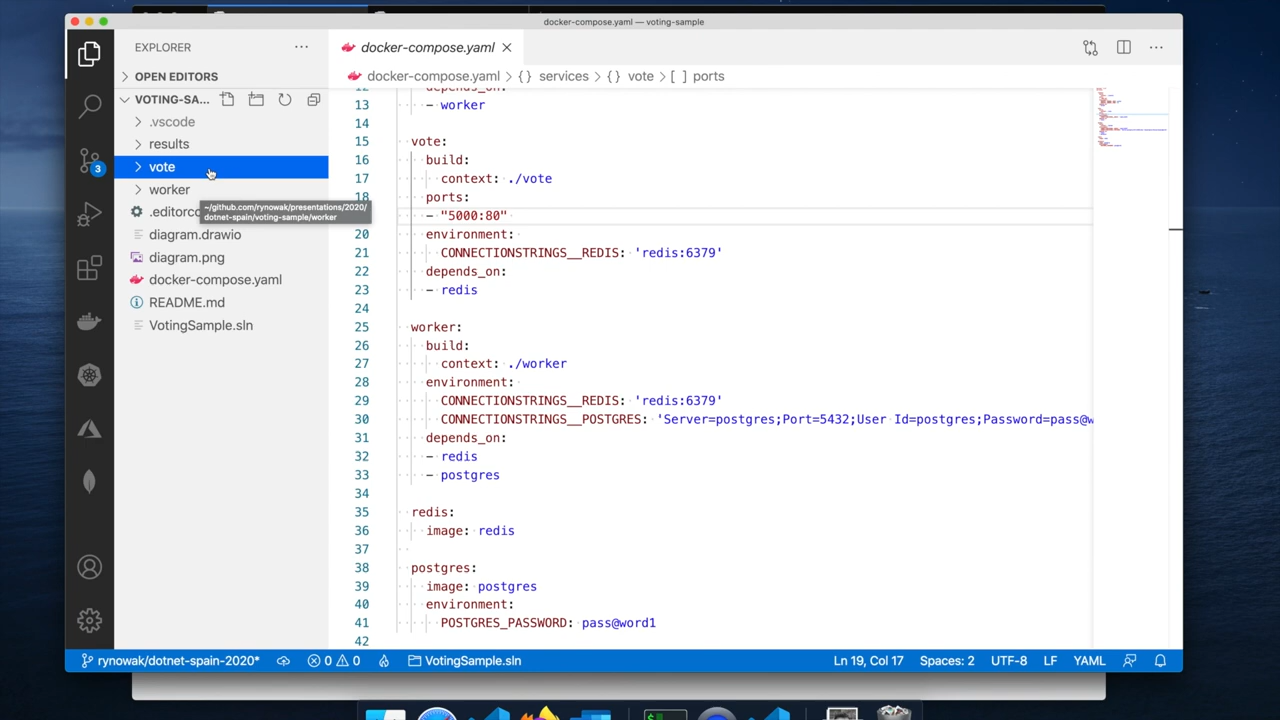 docker-compose.yaml — voting-sample
EXPLORER
OPEN EDITORS
VOTING-SA...
.vscode
results
vote
worker
.editorco
~/github.com/rynowak/presentations/2020/
dotnet-spain/voting-sample/worker
diagram.drawio
diagram.png
docker-compose.yaml
README.md
VotingSample.sln
3
docker-compose.yaml
docker-compose.yaml > {} services > {} vote > [ ] ports
depends_on:
13 - worker
14
15 vote:
16 build:
17 context: ./vote
18 ports:
- "5000:80"
20 environment:
21 CONNECTIONSTRINGS__REDIS: 'redis:6379'
22 depends_on:
23 - redis
24
25 worker:
26 build:
27 context: ./worker
28 environment:
29 CONNECTIONSTRINGS__REDIS: 'redis:6379'
30 CONNECTIONSTRINGS__POSTGRES: 'Server=postgres;Port=5432;User Id=postgres;Password=pass@w
31 depends_on:
32 - redis
33 - postgres
34
35 redis:
36 image: redis
37
38 postgres:
39 image: postgres
40 environment:
41 POSTGRES_PASSWORD: pass@word1
42
rynowak/dotnet-spain-2020* 0 0 VotingSample.sln Ln 19, Col 17 Spaces: 2 UTF-8 LF YAML